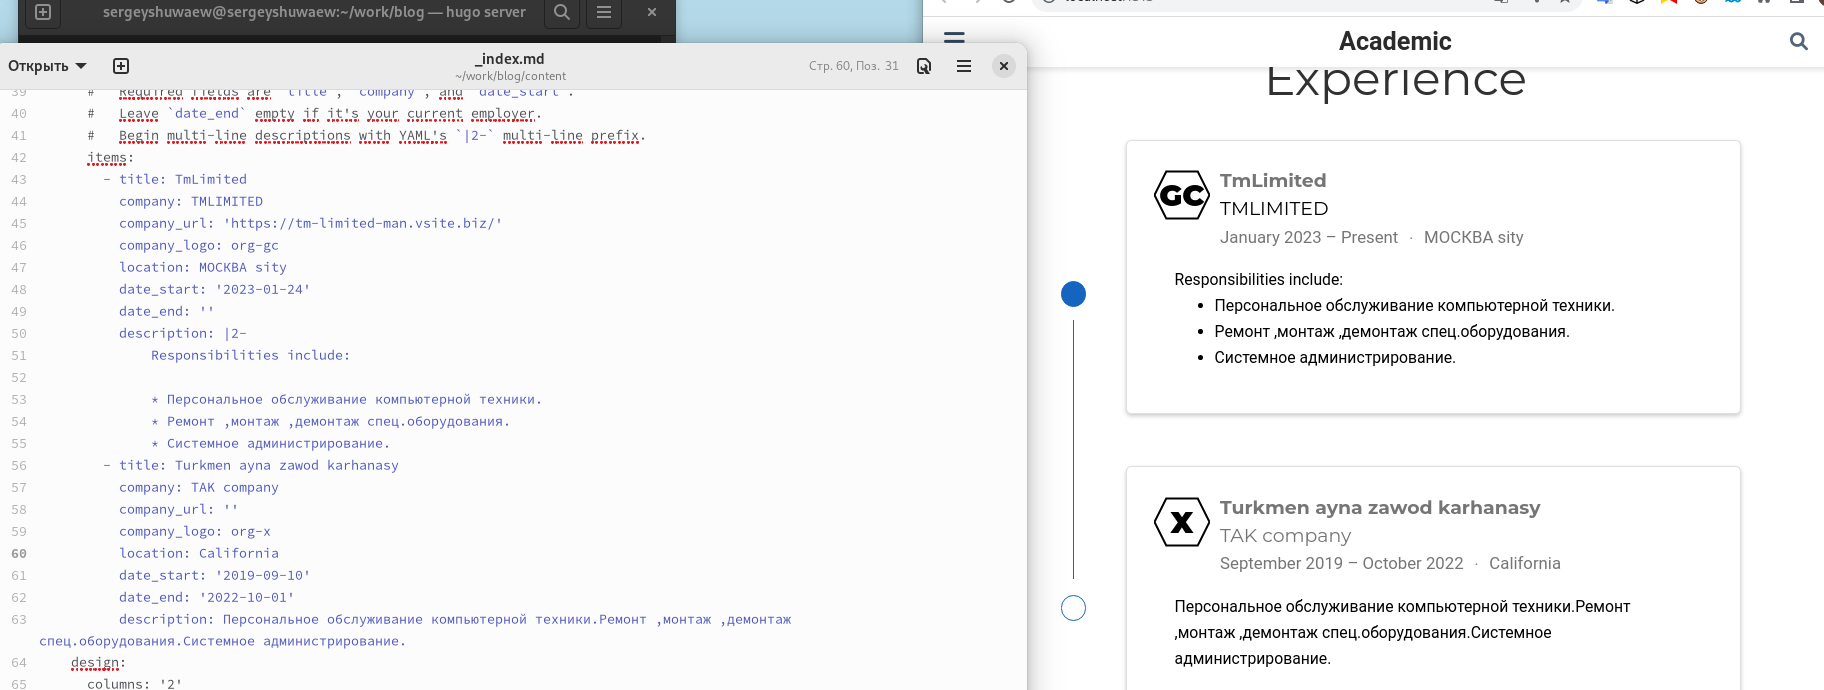 sergeyshuwaew@sergeyshuwaew:~/work/blog — hugo server
Открыть
_index.md
~/work/blog/content
Стр. 60, Поз. 31
39 # Required fields are `title`, `company`, and `date_start`.
40 # Leave `date_end` empty if it's your current employer.
41 # Begin multi-line descriptions with YAML's `|2-` multi-line prefix.
42 items:
43 - title: TmLimited
44 company: TMLIMITED
45 company_url: 'https://tm-limited-man.vsite.biz/'
46 company_logo: org-gc
47 location: МОСКВА sity
48 date_start: '2023-01-24'
49 date_end: ''
50 description: |2-
51 Responsibilities include:
52
53 * Персональное обслуживание компьютерной техники.
54 * Ремонт ,монтаж ,демонтаж спец.оборудования.
55 * Системное администрирование.
56 - title: Turkmen ayna zawod karhanasy
57 company: TAK company
58 company_url: ''
59 company_logo: org-x
60 location: California
61 date_start: '2019-09-10'
62 date_end: '2022-10-01'
63 description: Персональное обслуживание компьютерной техники.Ремонт ,монтаж ,демонтаж
спец.оборудования.Системное администрирование.
64 design:
65 columns: '2'
Academic
Experience
GC
TmLimited
TMLIMITED
January 2023 – Present · МОСКВА sity
Responsibilities include:
• Персональное обслуживание компьютерной техники.
• Ремонт ,монтаж ,демонтаж спец.оборудования.
• Системное администрирование.
X
Turkmen ayna zawod karhanasy
TAK company
September 2019 – October 2022 · California
Персональное обслуживание компьютерной техники.Ремонт
,монтаж ,демонтаж спец.оборудования.Системное
администрирование.